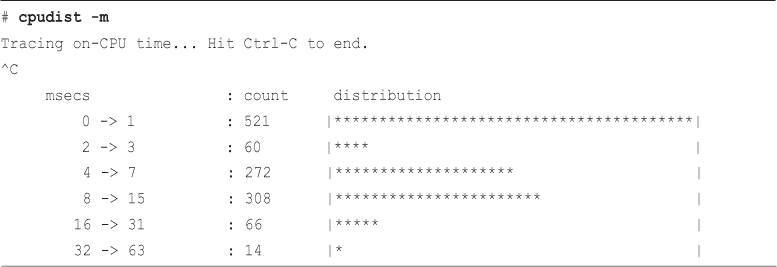 # cpudist -m
Tracing on-CPU time... Hit Ctrl-C to end.
^C
     msecs               : count     distribution
         0 -> 1          : 521      |****************************************|
         2 -> 3          : 60       |****                                    |
         4 -> 7          : 272      |********************                    |
         8 -> 15         : 308      |***********************                 |
        16 -> 31         : 66       |*****                                   |
        32 -> 63         : 14       |*                                       |